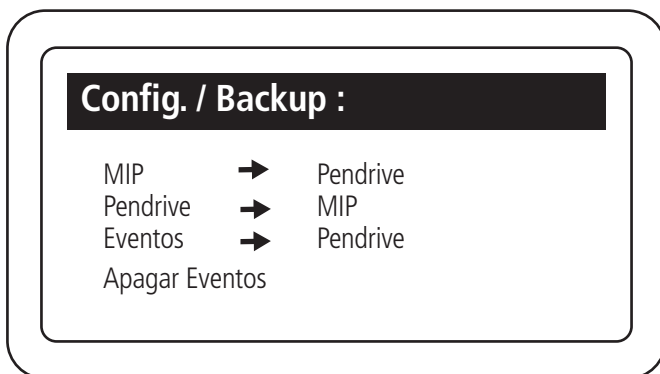 Config. / Backup :
MIP → Pendrive
Pendrive → MIP
Eventos → Pendrive
Apagar Eventos